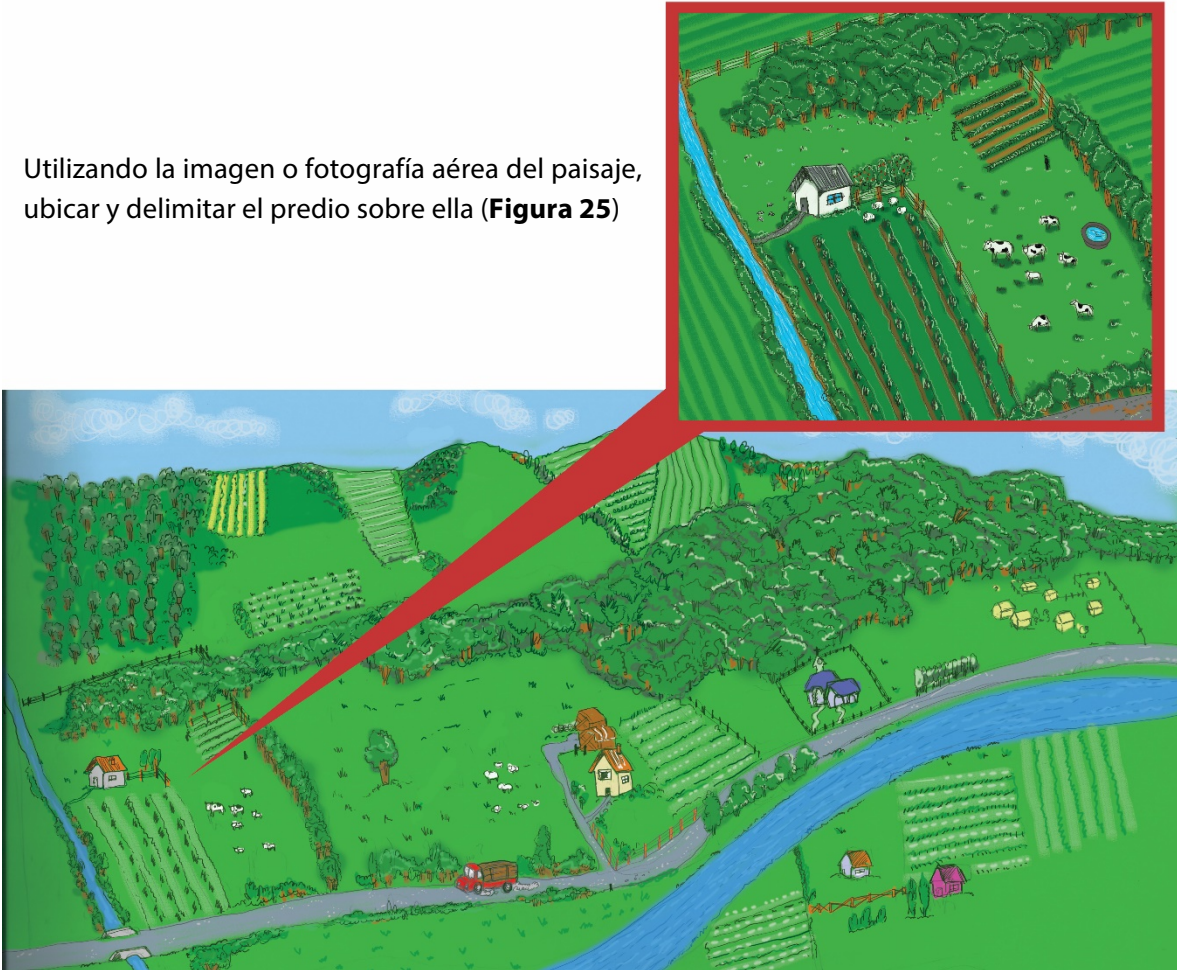 Utilizando la imagen o fotografía aérea del paisaje,
ubicar y delimitar el predio sobre ella (Figura 25)